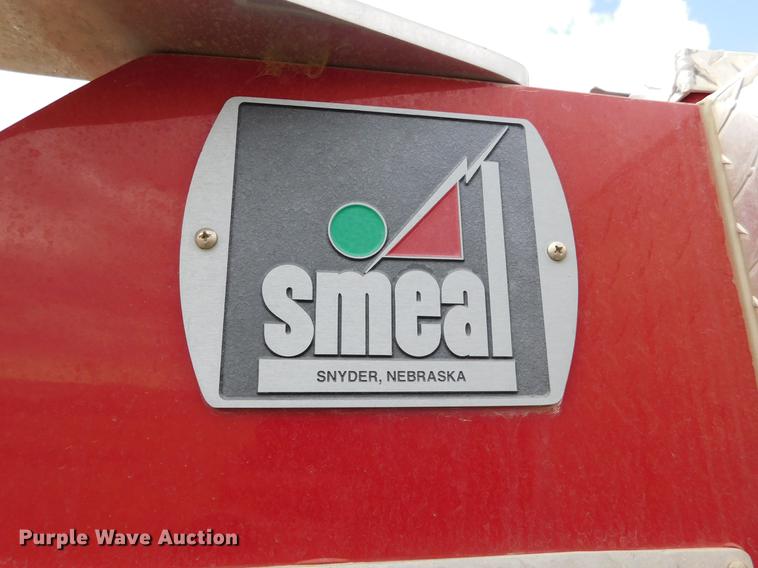 smeal
SNYDER, NEBRASKA
Purple Wave Auction